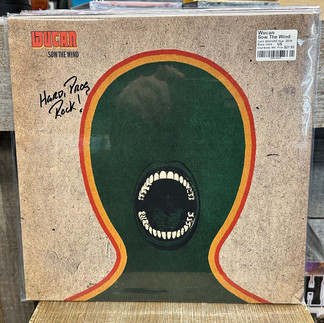 WUCAN
SOW THE WIND
HARD, PROG
ROCK!
Wucan
Sow The Wind